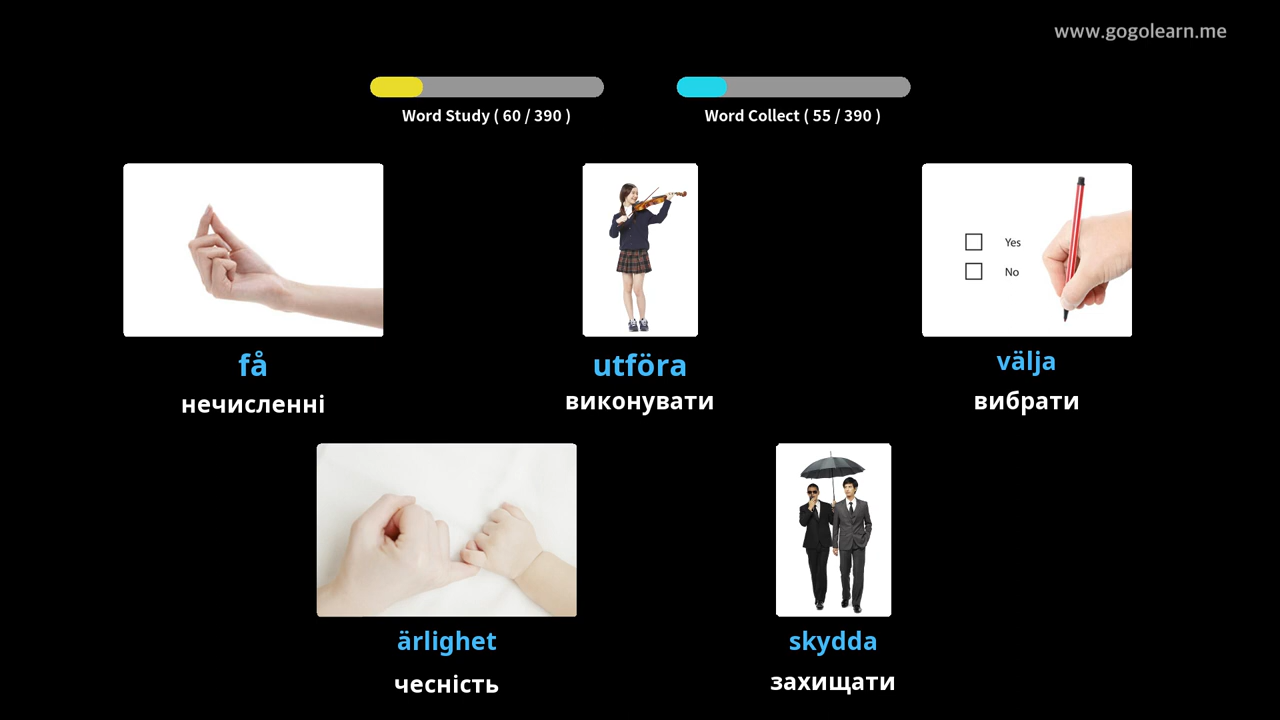 www.gogolearn.me
Word Study ( 60 / 390 )
Word Collect ( 55 / 390 )
Yes
No
få
utföra
välja
нечисленні
виконувати
вибрати
ärlighet
skydda
чесність
захищати